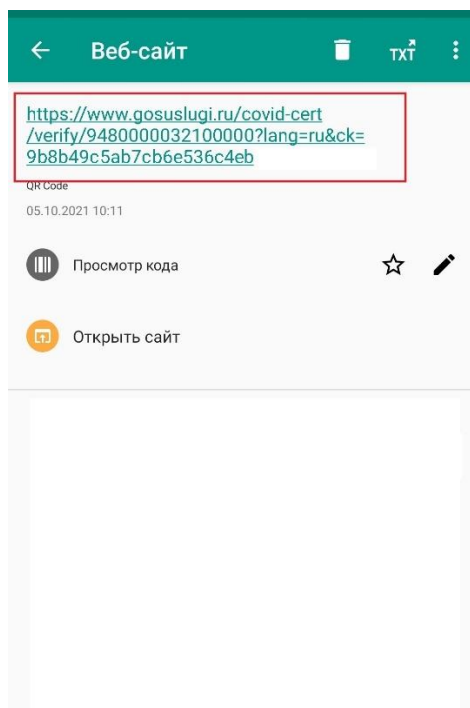 Веб-сайт
TXT
https://www.gosuslugi.ru/covid-cert
/verify/9480000032100000?lang=ru&ck=
9b8b49c5ab7cb6e536c4eb
QR Code
05.10.2021 10:11
Просмотр кода
Открыть сайт